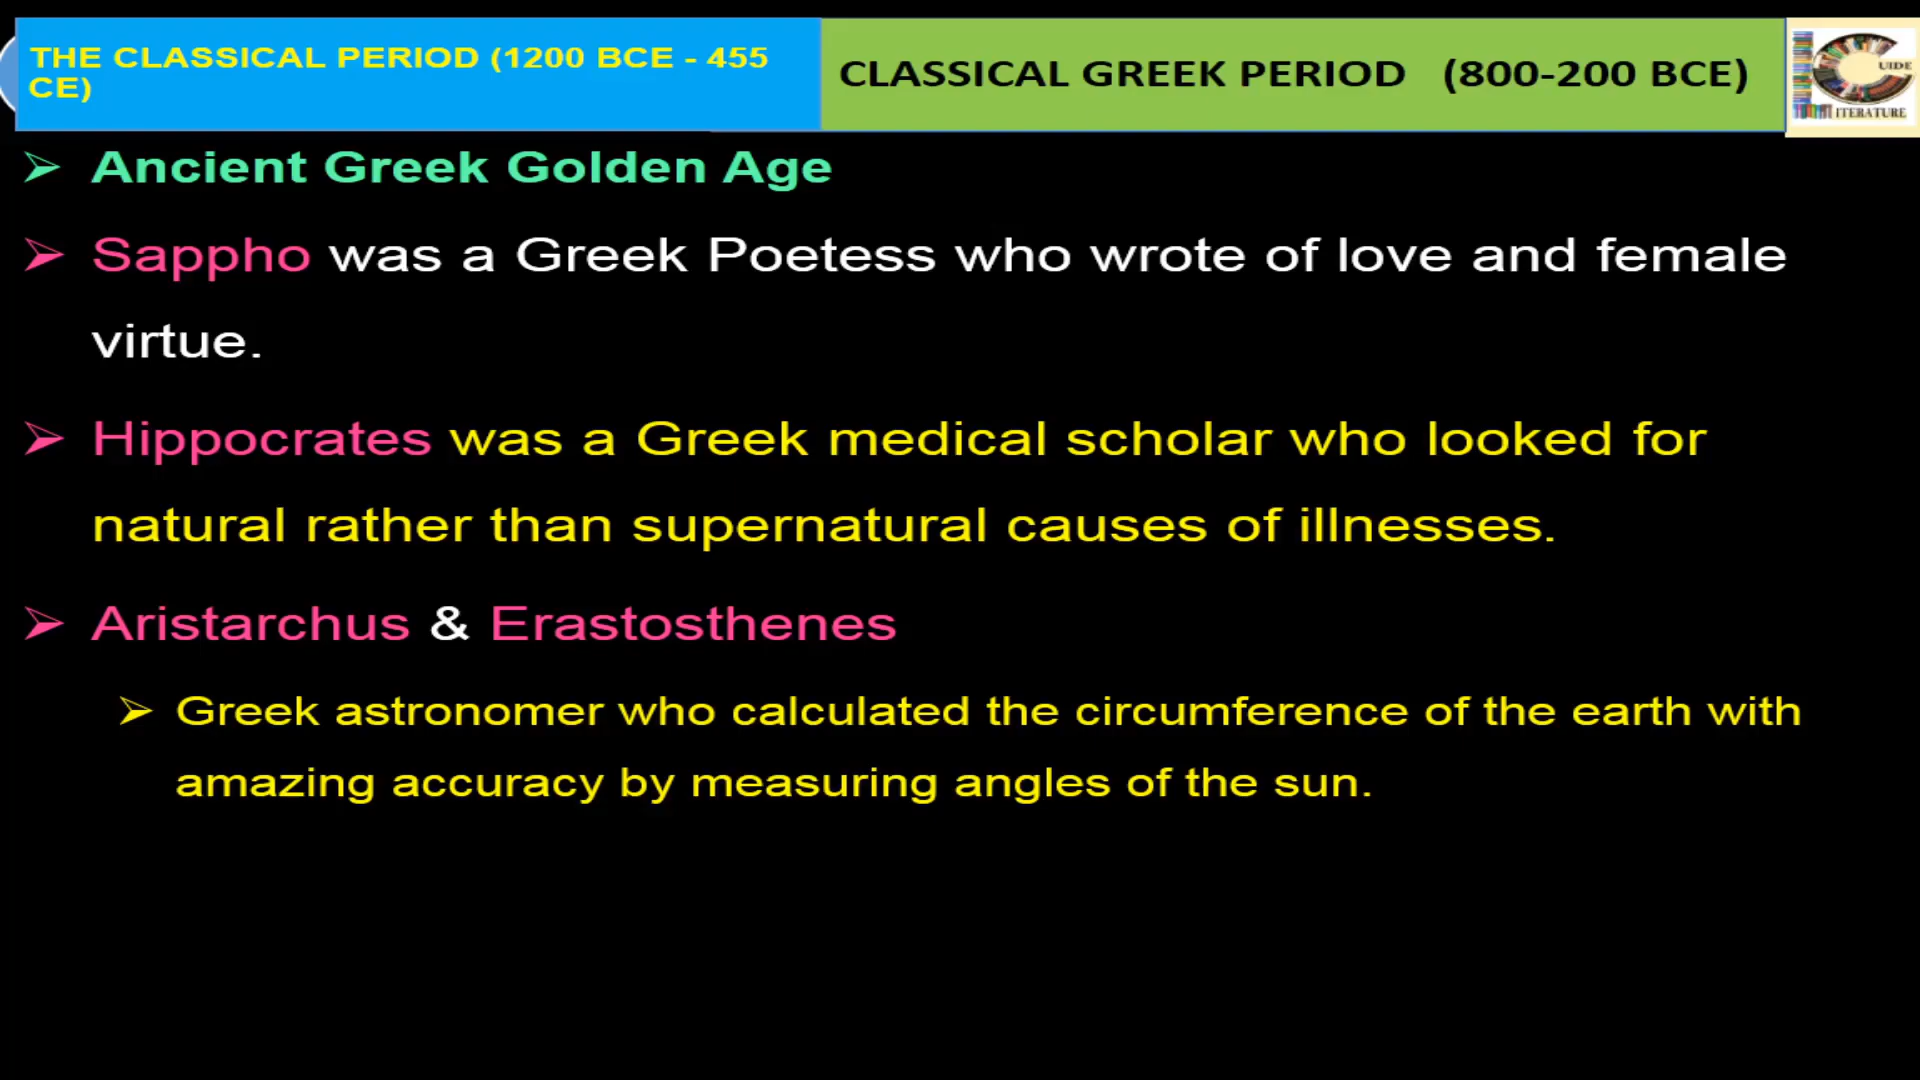 THE CLASSICAL PERIOD (1200 BCE - 455
CE)
CLASSICAL GREEK PERIOD (800-200 BCE)
UIDE
ITERATURE
➢ Ancient Greek Golden Age
➢ Sappho was a Greek Poetess who wrote of love and female
virtue.
➢ Hippocrates was a Greek medical scholar who looked for
natural rather than supernatural causes of illnesses.
➢ Aristarchus & Erastosthenes
➢ Greek astronomer who calculated the circumference of the earth with
amazing accuracy by measuring angles of the sun.